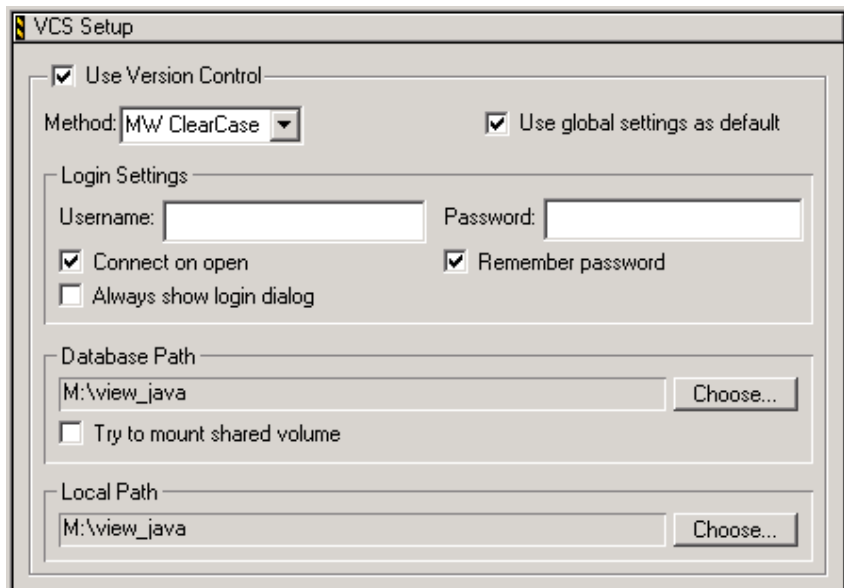 VCS Setup
Use Version Control
Method: MW ClearCase Use global settings as default
Login Settings
Username: Password:
Connect on open Remember password
Always show login dialog
Database Path
M:\view_java Choose...
Try to mount shared volume
Local Path
M:\view_java Choose...